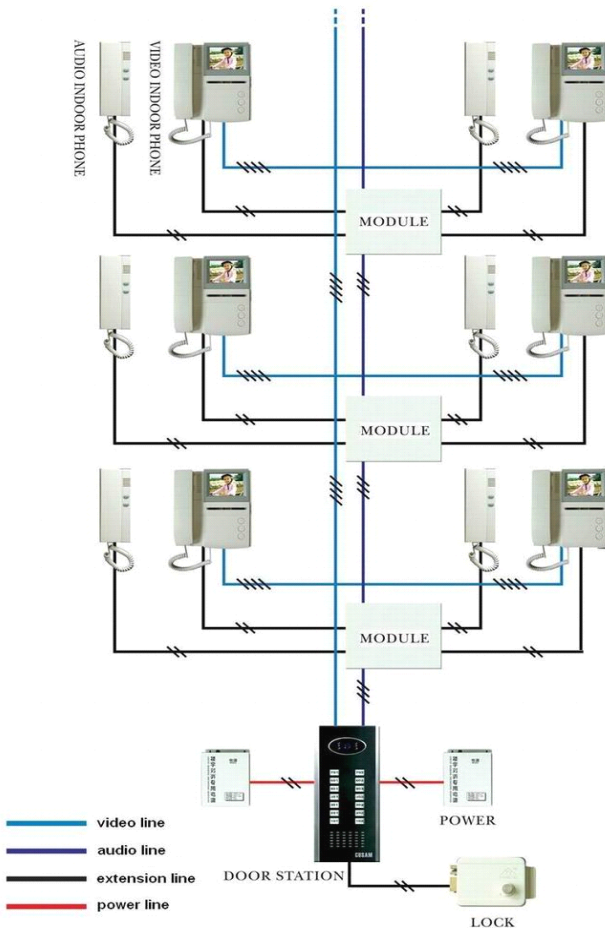 AUDIO INDOOR PHONE
VIDEO INDOOR PHONE
MODULE
MODULE
MODULE
POWER
DOOR STATION
LOCK
video line
audio line
extension line
power line